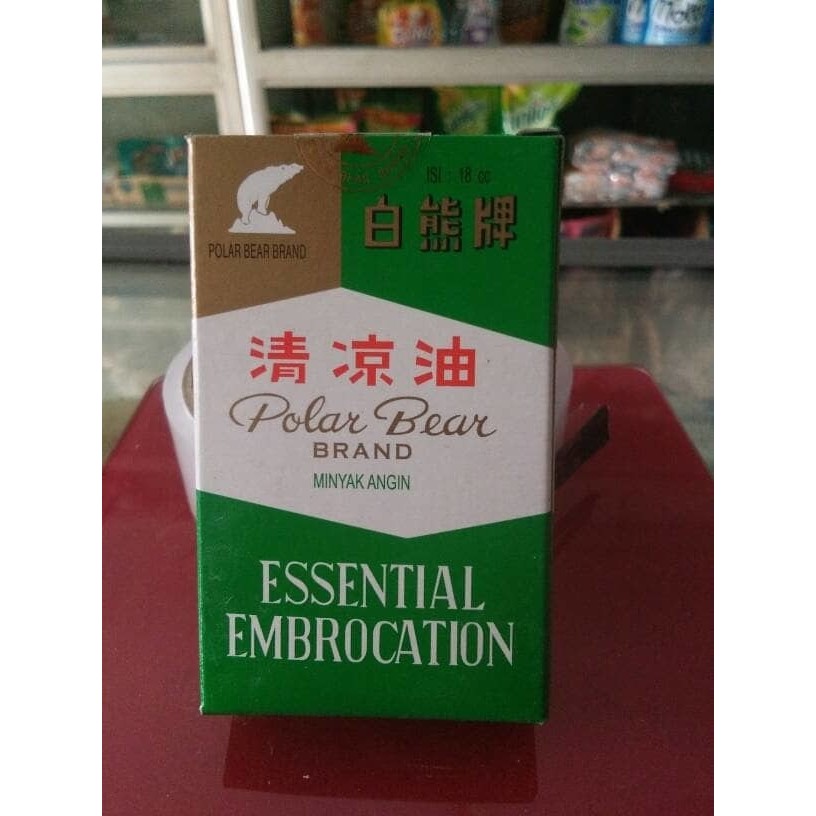 ISI : 18 cc
白熊牌
POLAR BEAR BRAND
清凉油
Polar Bear
BRAND
MINYAK ANGIN
ESSENTIAL
EMBROCATION